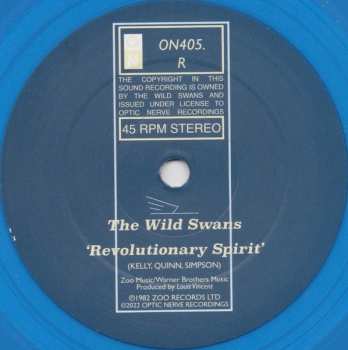 ON
ON405.
R
THE COPYRIGHT IN THIS
SOUND RECORDING IS OWNED
BY THE WILD SWANS AND
ISSUED UNDER LICENSE TO
OPTIC NERVE RECORDINGS
45 RPM STEREO
The Wild Swans
‘Revolutionary Spirit’
(KELLY, QUINN, SIMPSON)
Zoo Music/Warner Brothers Music
Produced by Louis Vincent
℗1982 ZOO RECORDS LTD
©2022 OPTIC NERVE RECORDINGS